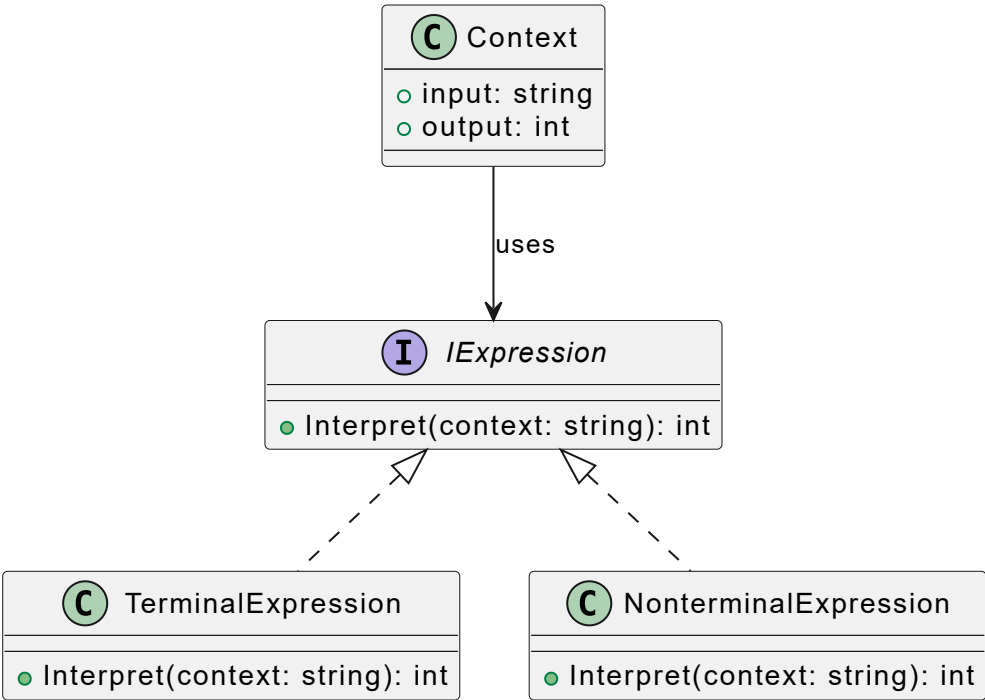 C Context
input: string
output: int
uses
I IExpression
Interpret(context: string): int
C TerminalExpression
Interpret(context: string): int
C NonterminalExpression
Interpret(context: string): int